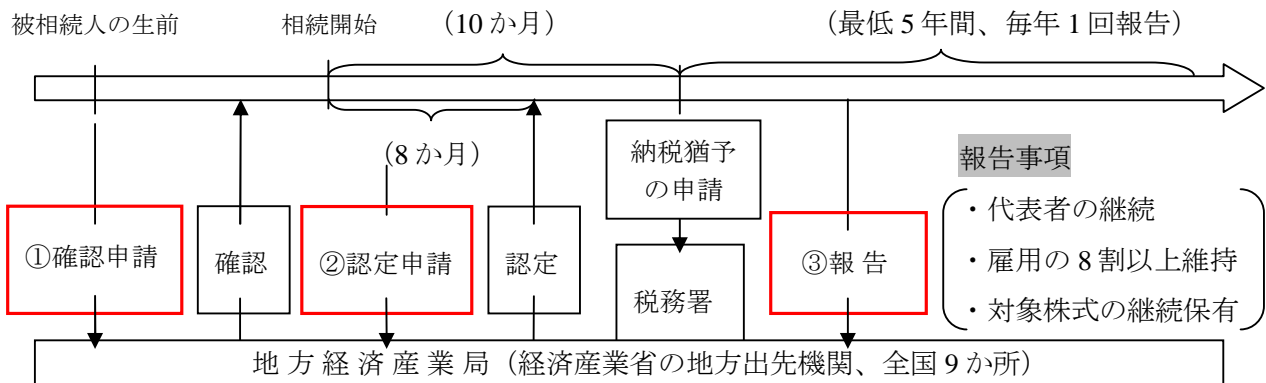 被相続人の生前
相続開始
（10 か月）
（最低 5 年間、毎年 1 回報告）
（8 か月）
納税猶予
の申請
報告事項
・代表者の継続
・雇用の 8 割以上維持
・対象株式の継続保有
①確認申請
確認
②認定申請
認定
税務署
③報 告
地 方 経 済 産 業 局（経済産業省の地方出先機関、全国 9 か所）